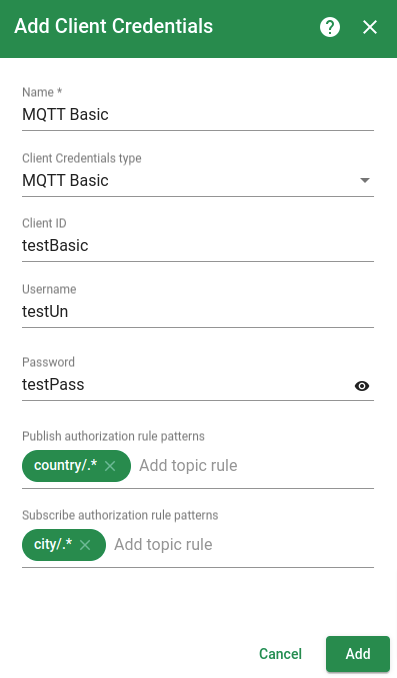 Add Client Credentials
Name *
MQTT Basic
Client Credentials type
MQTT Basic
Client ID
testBasic
Username
testUn
Password
testPass
Publish authorization rule patterns
country/.* Add topic rule
Subscribe authorization rule patterns
city/.* Add topic rule
Cancel Add